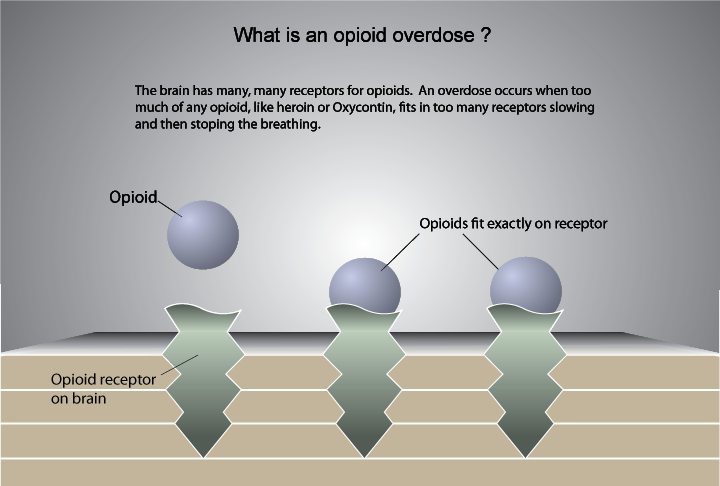 What is an opioid overdose ?
The brain has many, many receptors for opioids. An overdose occurs when too
much of any opioid, like heroin or Oxycontin, fits in too many receptors slowing
and then stoping the breathing.
Opioid
Opioids fit exactly on receptor
Opioid receptor
on brain